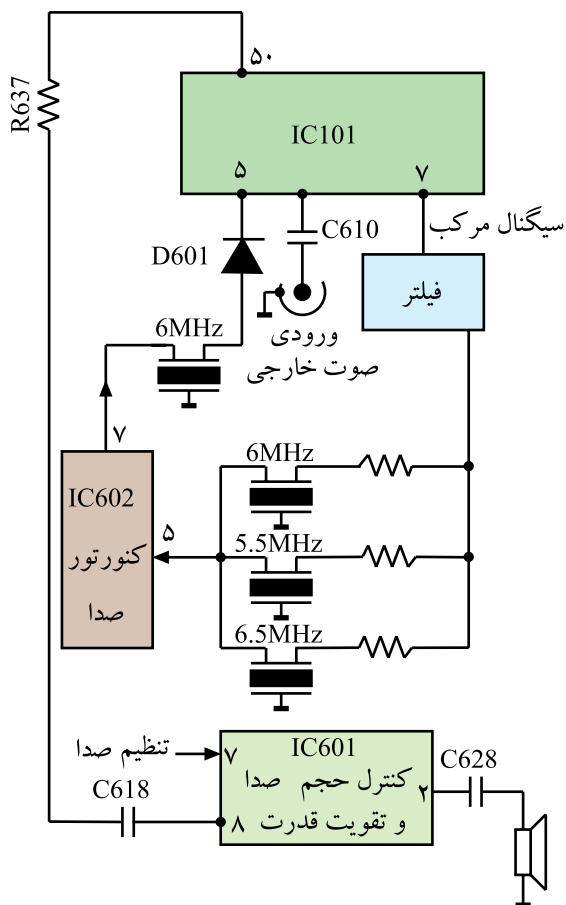 ۵۰
R637
IC101
۵
۷
سیگنال مرکب
C610
D601
فیلتر
ورودی
صوت خارجی
6MHz
۷
6MHz
IC602
کنورتور
صدا
۵
5.5MHz
6.5MHz
تنظیم صدا
۷
IC601
کنترل حجم صدا
و تقویت قدرت
۲
C628
C618
۸